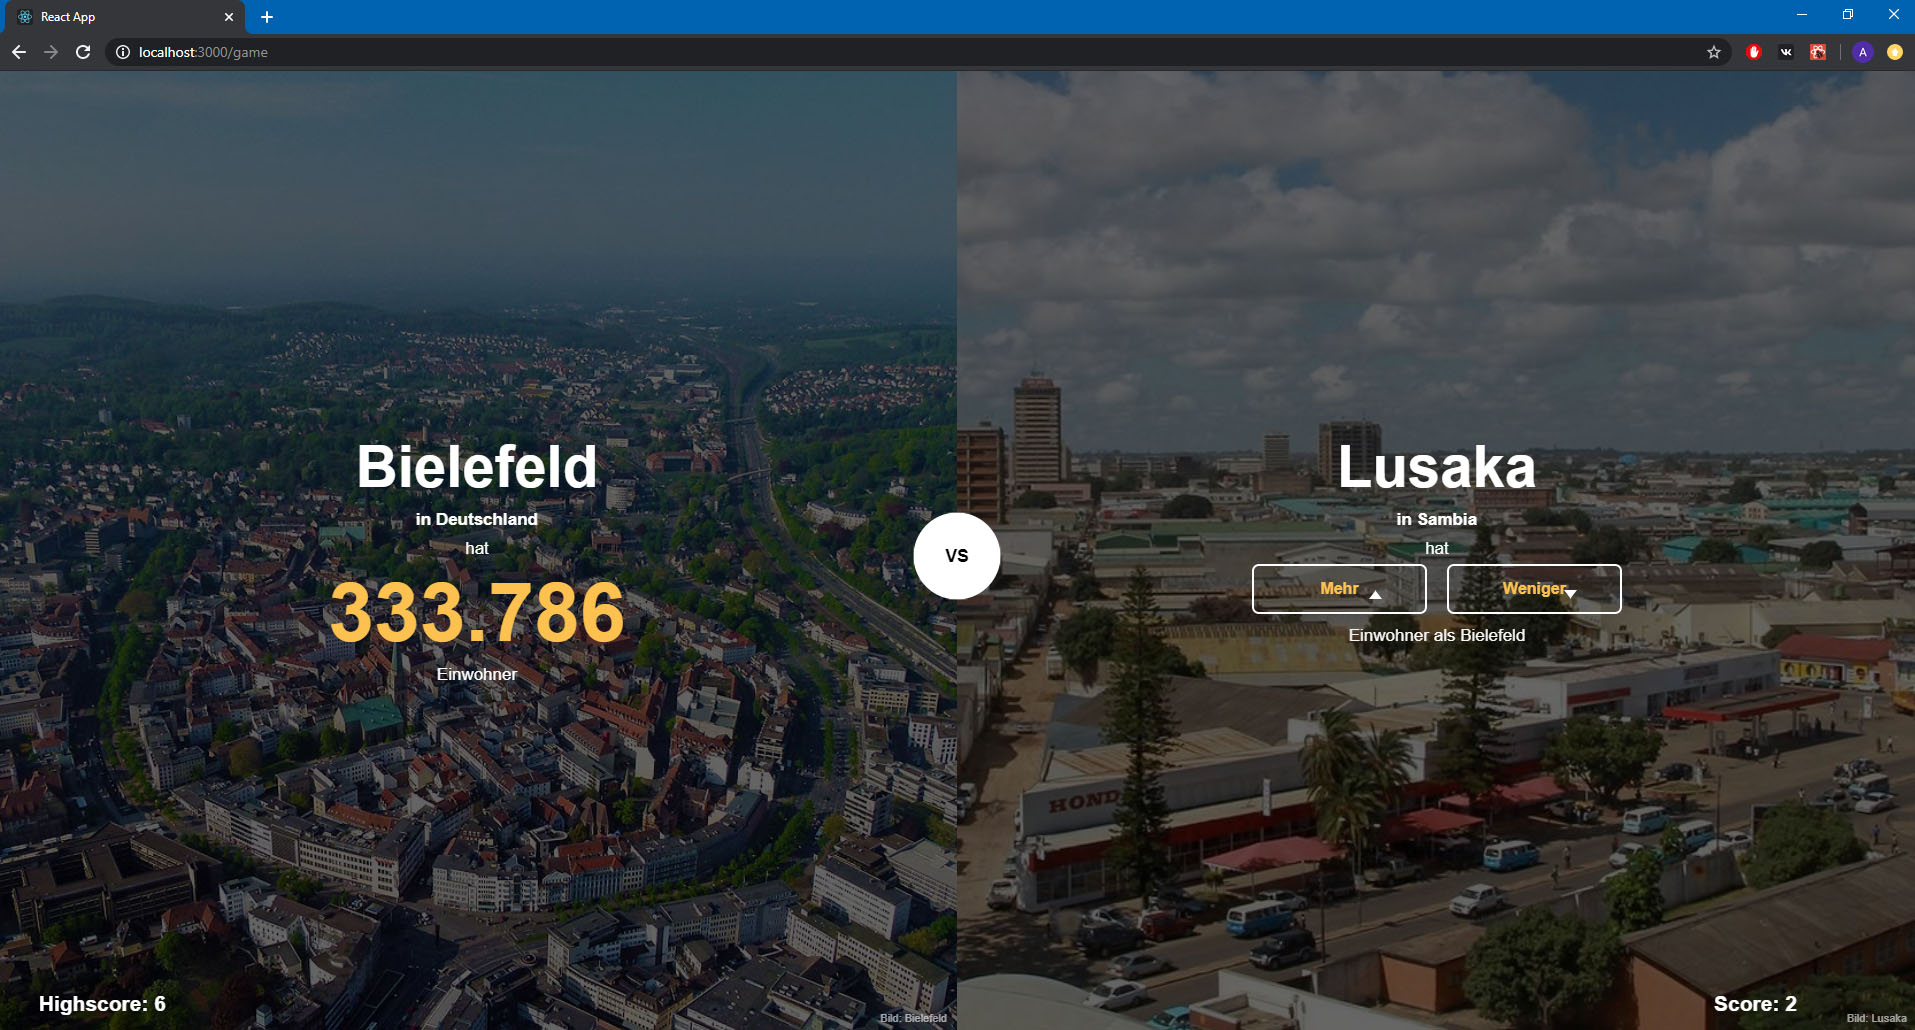 React App
localhost:3000/game
A
Bielefeld
in Deutschland
hat
333.786
Einwohner
VS
Lusaka
in Sambia
hat
Mehr
Weniger
Einwohner als Bielefeld
HOND
Highscore: 6
Bild: Bielefeld
Score: 2
Bild: Lusaka